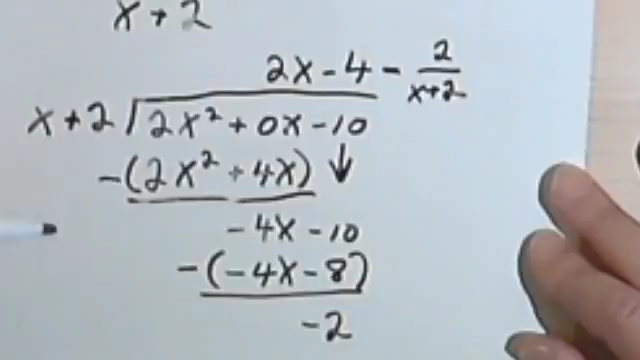 x + 2
2x - 4 - 2/(x+2)
x + 2 ) 2x² + 0x - 10
-(2x² + 4x) ↓
-4x - 10
-(-4x - 8)
-2